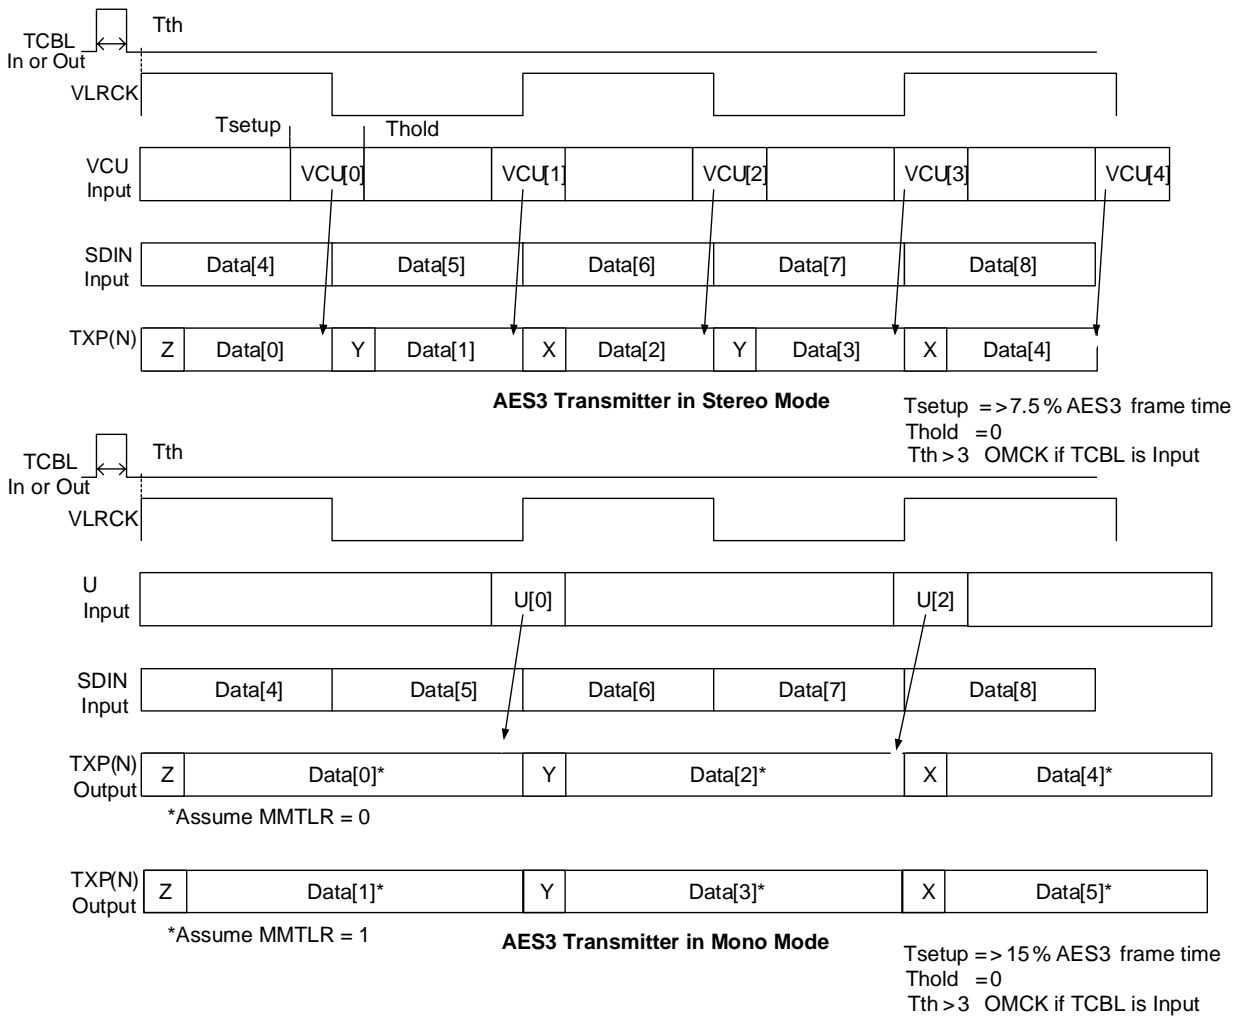 TCBL
In or Out
Tth
VLRCK
Tsetup
Thold
VCU
Input
VCU[0]
VCU[1]
VCU[2]
VCU[3]
VCU[4]
SDIN
Input
Data[4]
Data[5]
Data[6]
Data[7]
Data[8]
TXP(N)
Z
Data[0]
Y
Data[1]
X
Data[2]
Y
Data[3]
X
Data[4]
AES3 Transmitter in Stereo Mode
Tsetup =>7.5% AES3 frame time
Thold =0
Tth >3 OMCK if TCBL is Input
TCBL
In or Out
Tth
VLRCK
U
Input
U[0]
U[2]
SDIN
Input
Data[4]
Data[5]
Data[6]
Data[7]
Data[8]
TXP(N)
Output
Z
Data[0]*
Y
Data[2]*
X
Data[4]*
*Assume MMTLR = 0
TXP(N)
Output
Z
Data[1]*
Y
Data[3]*
X
Data[5]*
*Assume MMTLR = 1
AES3 Transmitter in Mono Mode
Tsetup => 15% AES3 frame time
Thold =0
Tth >3 OMCK if TCBL is Input